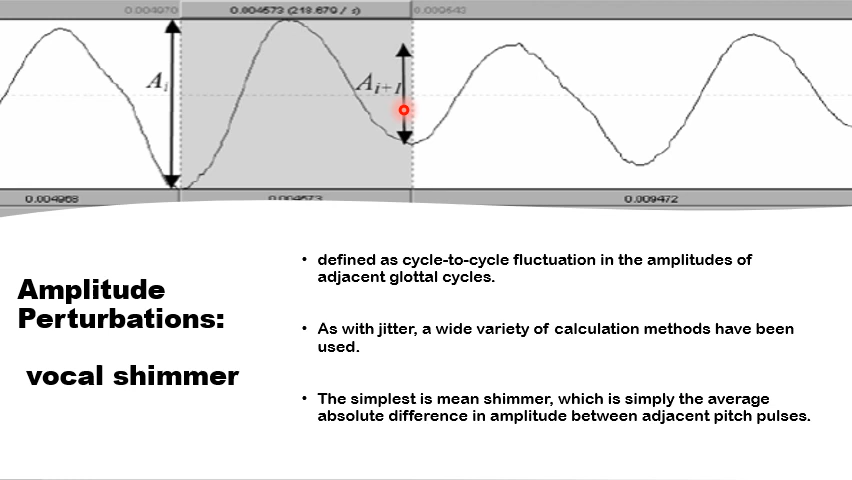 0.004970 0.004573 (218.679 / s) 0.009543
Ai Ai+1
0.004968 0.004573 0.009472
Amplitude
Perturbations:
vocal shimmer
• defined as cycle-to-cycle fluctuation in the amplitudes of
adjacent glottal cycles.
• As with jitter, a wide variety of calculation methods have been
used.
• The simplest is mean shimmer, which is simply the average
absolute difference in amplitude between adjacent pitch pulses.